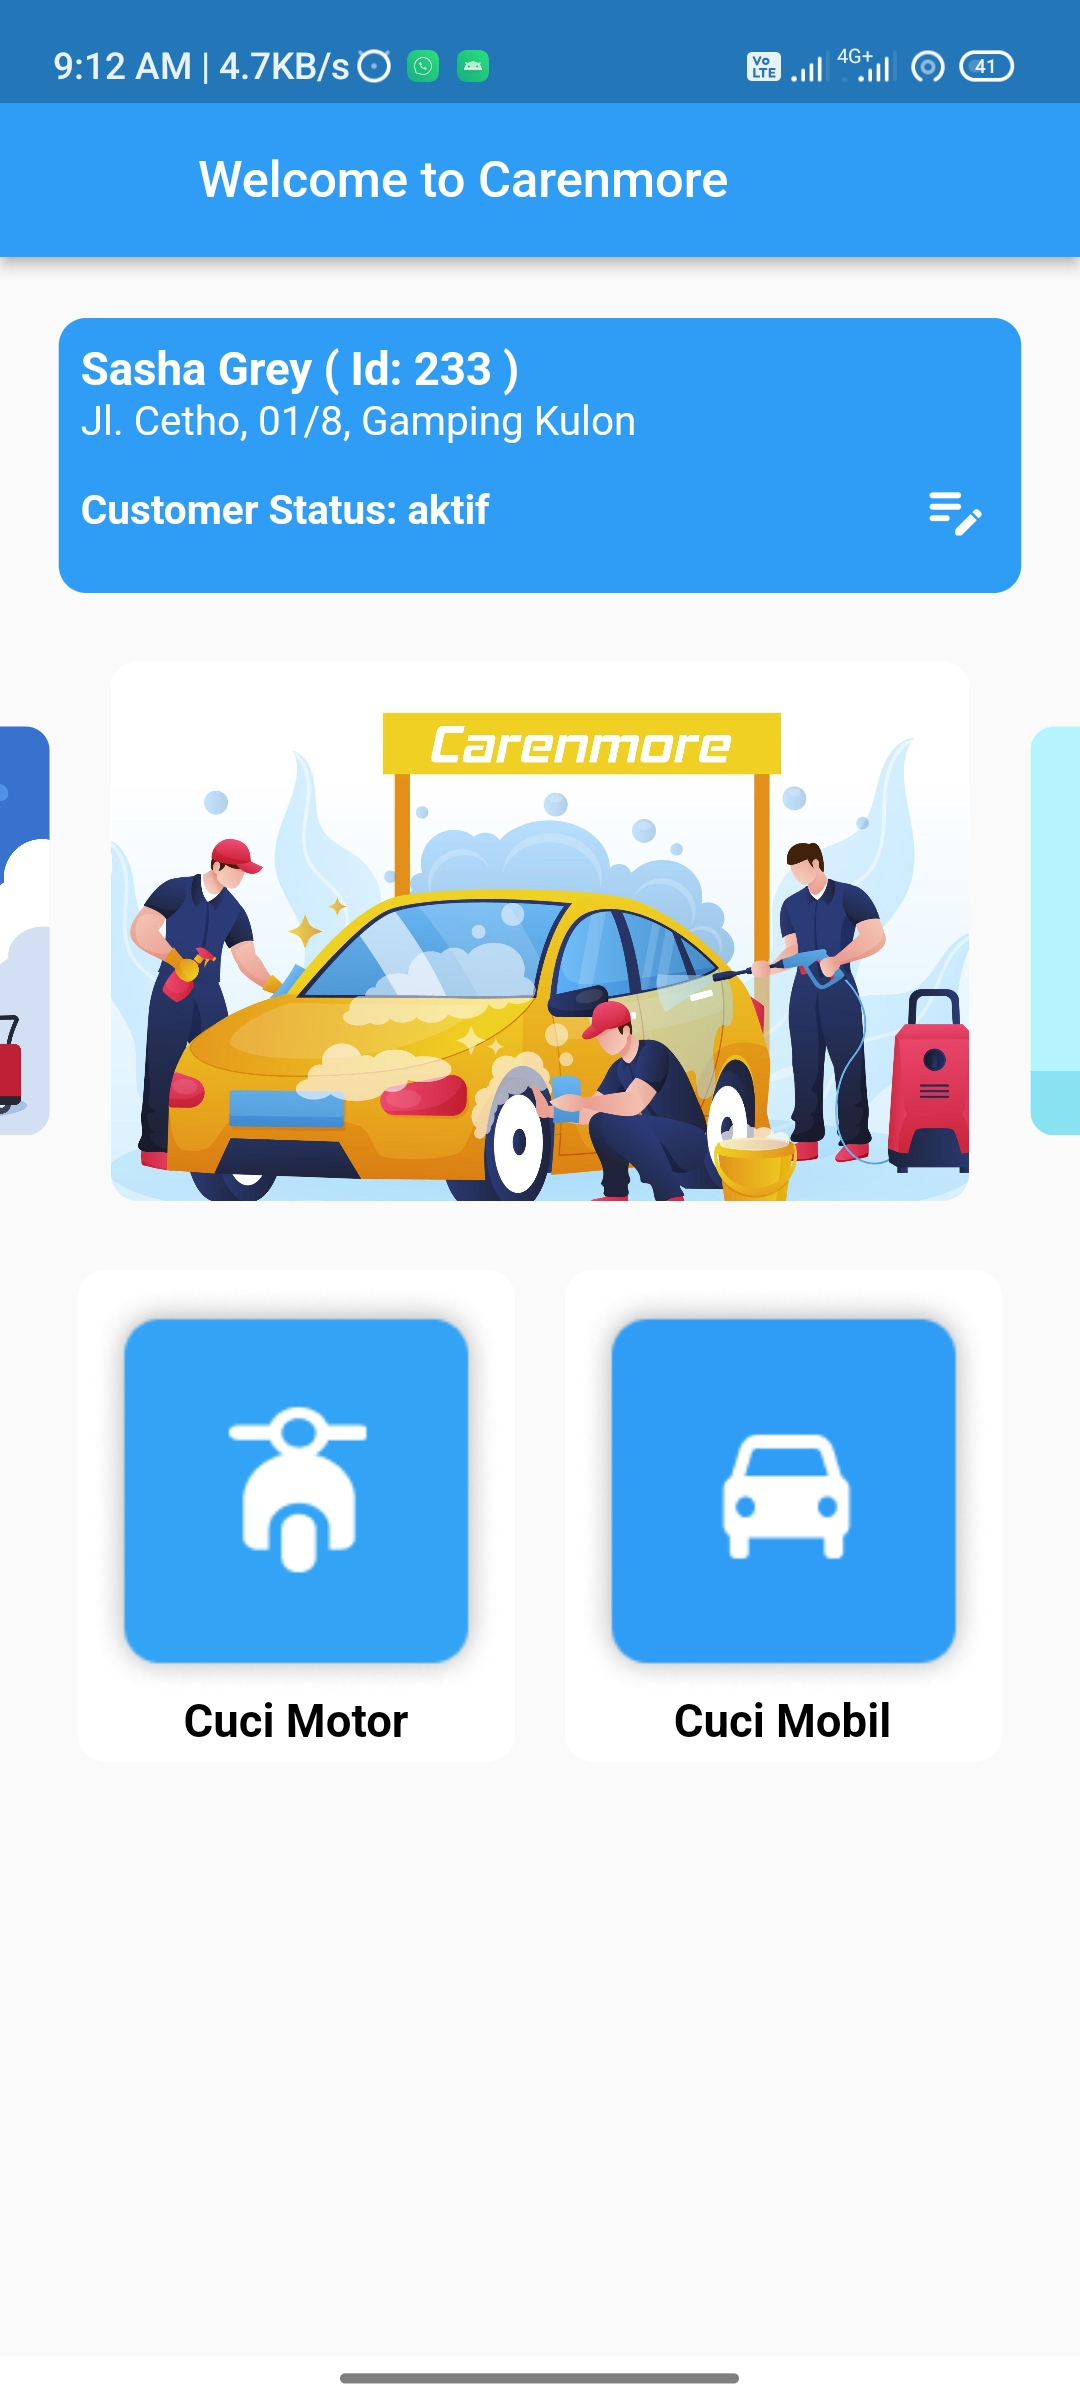 9:12 AM | 4.7KB/s
Vo LTE 4G+ 41
Welcome to Carenmore
Sasha Grey ( Id: 233 )
Jl. Cetho, 01/8, Gamping Kulon
Customer Status: aktif
Carenmore
Cuci Motor
Cuci Mobil